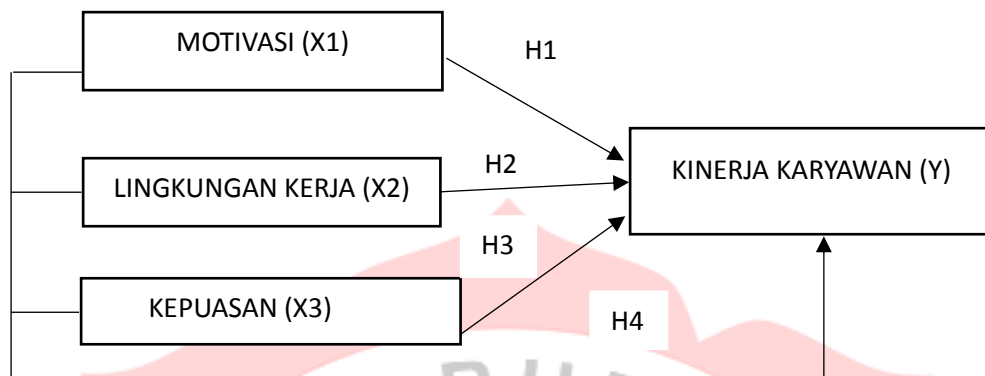 MOTIVASI (X1)
H1
KINERJA KARYAWAN (Y)
H2
LINGKUNGAN KERJA (X2)
H3
KEPUASAN (X3)
H4